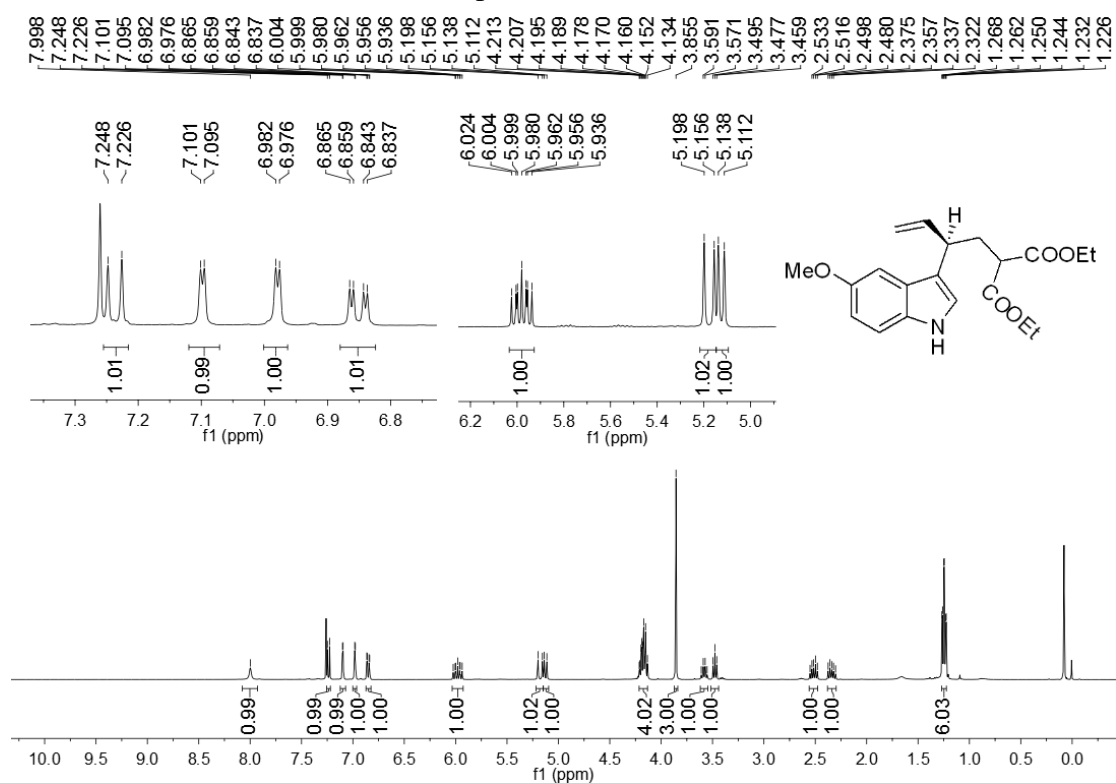 7.998 7.248 7.226 7.101 7.095 6.982 6.976 6.865 6.859 6.843 6.837 6.004 5.999 5.980 5.962 5.956 5.936 5.198 5.156 5.138 5.112 4.213 4.207 4.195 4.189 4.178 4.170 4.160 4.152 4.134 3.855 3.591 3.571 3.495 3.477 3.459 2.533 2.516 2.498 2.480 2.375 2.357 2.337 2.322 1.268 1.262 1.250 1.244 1.232 1.226
7.248 7.226 7.101 7.095 6.982 6.976 6.865 6.859 6.843 6.837
1.01 0.99 1.00 1.01
7.3 7.2 7.1 7.0 6.9 6.8
f1 (ppm)
6.024 6.004 5.999 5.980 5.962 5.956 5.936 5.198 5.156 5.138 5.112
1.00 1.02 1.00
6.2 6.0 5.8 5.6 5.4 5.2 5.0
f1 (ppm)
H
COOEt
MeO
COOEt
N
H
0.99 0.99 0.99 1.00 1.00 1.00 1.02 1.00 4.02 3.00 1.00 1.00 1.00 1.00 6.03
10.0 9.5 9.0 8.5 8.0 7.5 7.0 6.5 6.0 5.5 5.0 4.5 4.0 3.5 3.0 2.5 2.0 1.5 1.0 0.5 0.0
f1 (ppm)